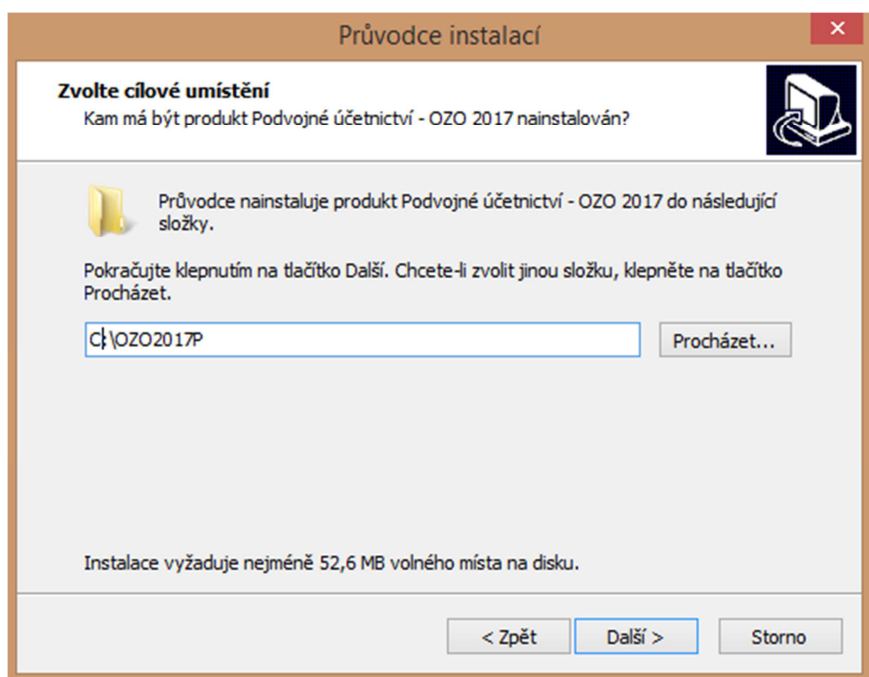 Průvodce instalací
Zvolte cílové umístění
Kam má být produkt Podvojné účetnictví - OZO 2017 nainstalován?
Průvodce nainstaluje produkt Podvojné účetnictví - OZO 2017 do následující
složky.
Pokračujte klepnutím na tlačítko Další. Chcete-li zvolit jinou složku, klepněte na tlačítko
Procházet.
C:\OZO2017P
Procházet...
Instalace vyžaduje nejméně 52,6 MB volného místa na disku.
< Zpět
Další >
Storno